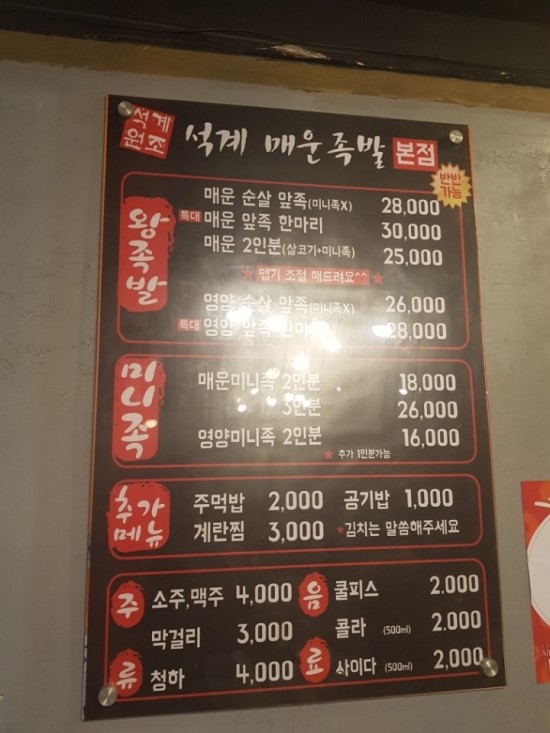 석계
원조
석계 매운족발 본점
반반
가능
왕족발
매운 순살 앞족(미니족X) 28,000
특대 매운 앞족 한마리 30,000
매운 2인분(살코기+미니족) 25,000
★ 맵기 조절 해드려요^^ ★
영양 순살 앞족(미니족X) 26,000
특대 영양 앞족 한마리 28,000
미니족
매운미니족 2인분 18,000
3인분 26,000
영양미니족 2인분 16,000
★ 추가 1인분가능
추가
메뉴
주먹밥 2,000 공기밥 1,000
계란찜 3,000 ★김치는 말씀해주세요
주류
소주,맥주 4,000
막걸리 3,000
청하 4,000
음료
쿨피스 2.000
콜라 (500ml) 2.000
사이다 (500ml) 2,000